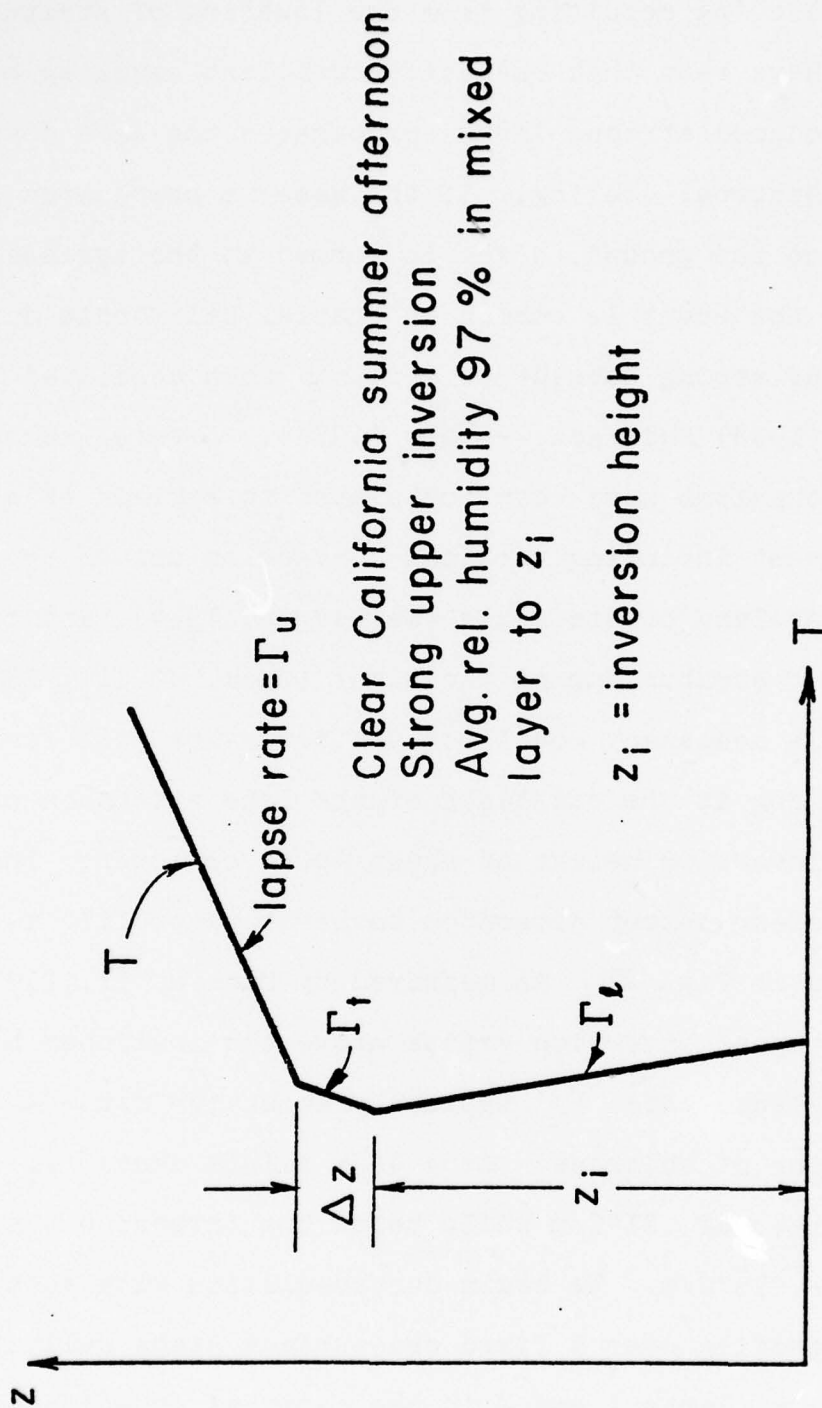 z
T
lapse rate=Γu
Γt
Δz
Γℓ
zi
T
Clear California summer afternoon
Strong upper inversion
Avg. rel. humidity 97 % in mixed
layer to zi
zi =inversion height